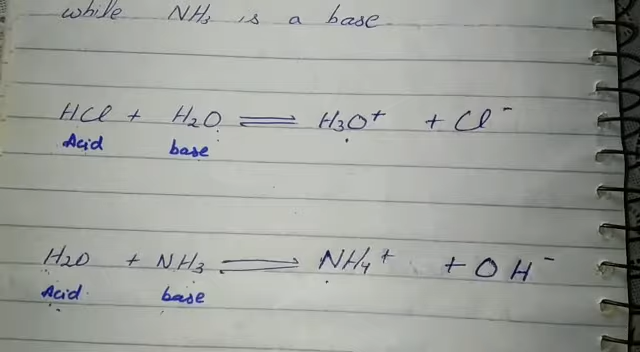 while NH₃ is a base
HCl + H₂O ⇌ H₃O⁺ + Cl⁻
Acid base
H₂O + NH₃ ⇌ NH₄⁺ + OH⁻
Acid base